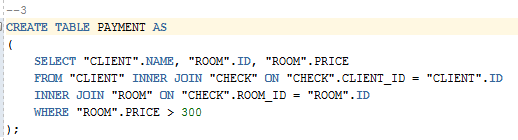 --3
CREATE TABLE PAYMENT AS
(
SELECT "CLIENT".NAME, "ROOM".ID, "ROOM".PRICE
FROM "CLIENT" INNER JOIN "CHECK" ON "CHECK".CLIENT_ID = "CLIENT".ID
INNER JOIN "ROOM" ON "CHECK".ROOM_ID = "ROOM".ID
WHERE "ROOM".PRICE > 300
);